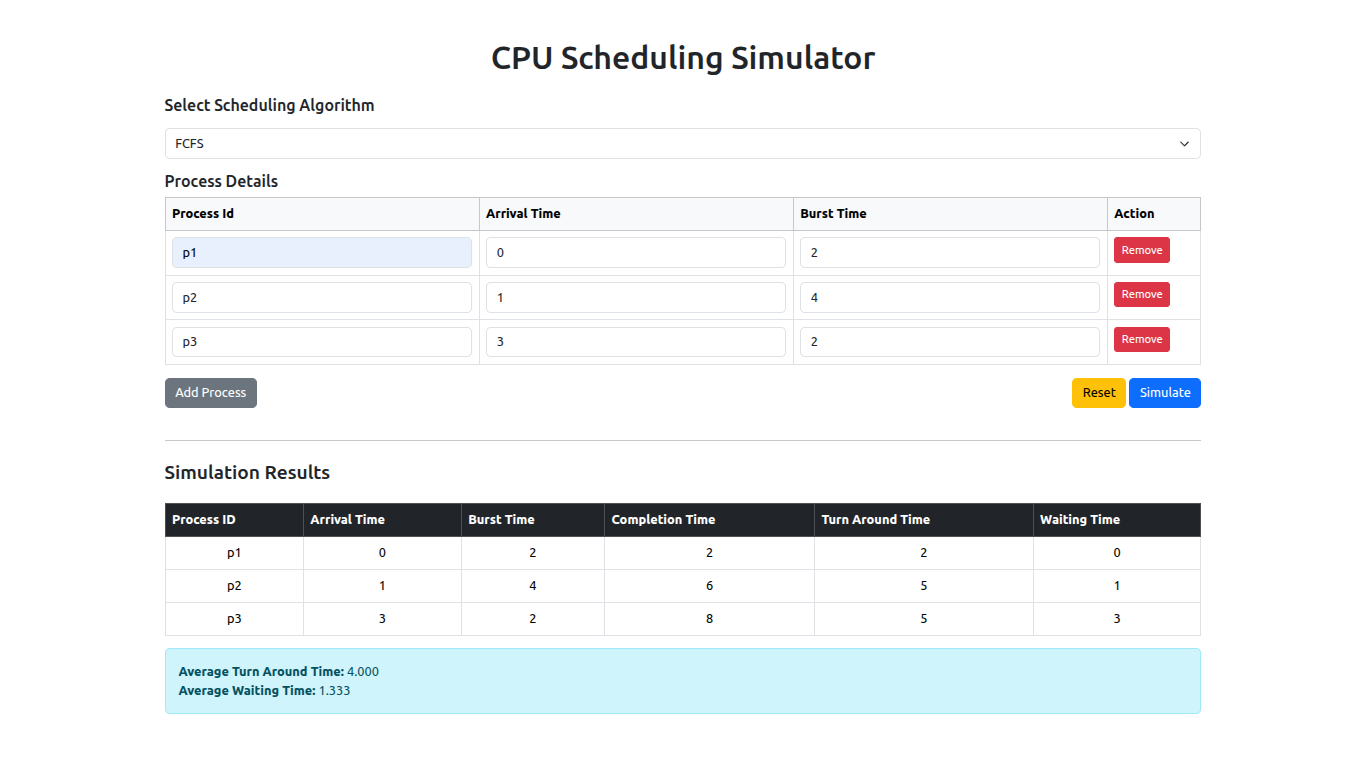 CPU Scheduling Simulator
Select Scheduling Algorithm
FCFS
Process Details
Process Id Arrival Time Burst Time Action
p1 0 2 Remove
p2 1 4 Remove
p3 3 2 Remove
Add Process Reset Simulate
Simulation Results
Process ID Arrival Time Burst Time Completion Time Turn Around Time Waiting Time
p1 0 2 2 2 0
p2 1 4 6 5 1
p3 3 2 8 5 3
Average Turn Around Time: 4.000
Average Waiting Time: 1.333